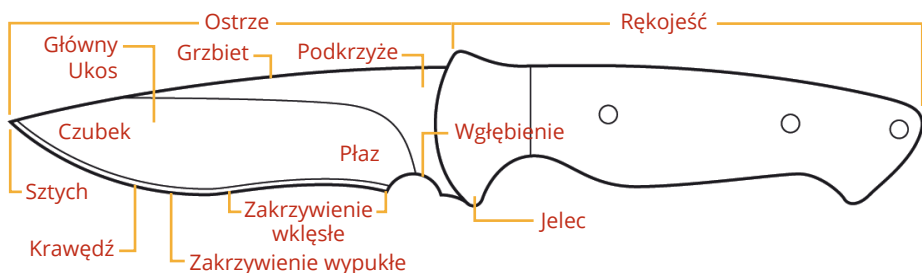 Ostrze
Rękojeść
Główny
Ukos
Grzbiet
Podkrzyże
Czubek
Płaz
Wgłębienie
Sztych
Zakrzywienie
wklęsłe
Jelec
Krawędź
Zakrzywienie wypukłe